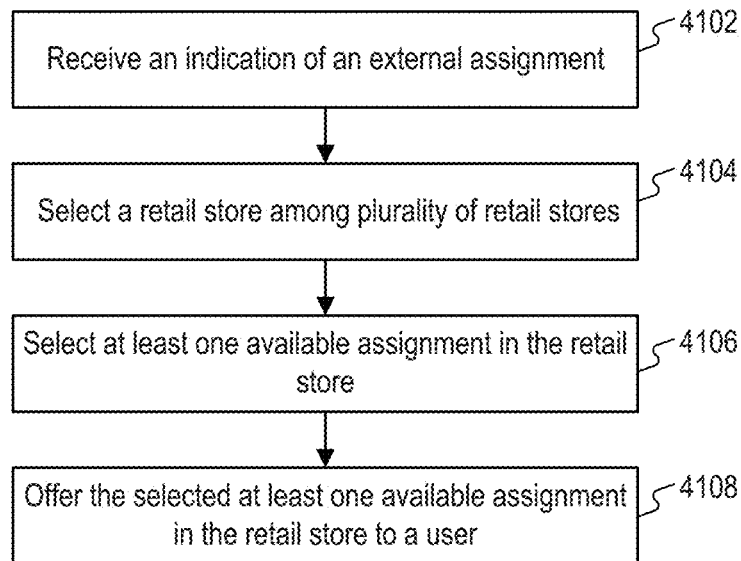 4102
Receive an indication of an external assignment
4104
Select a retail store among plurality of retail stores
4106
Select at least one available assignment in the retail
store
4108
Offer the selected at least one available assignment
in the retail store to a user